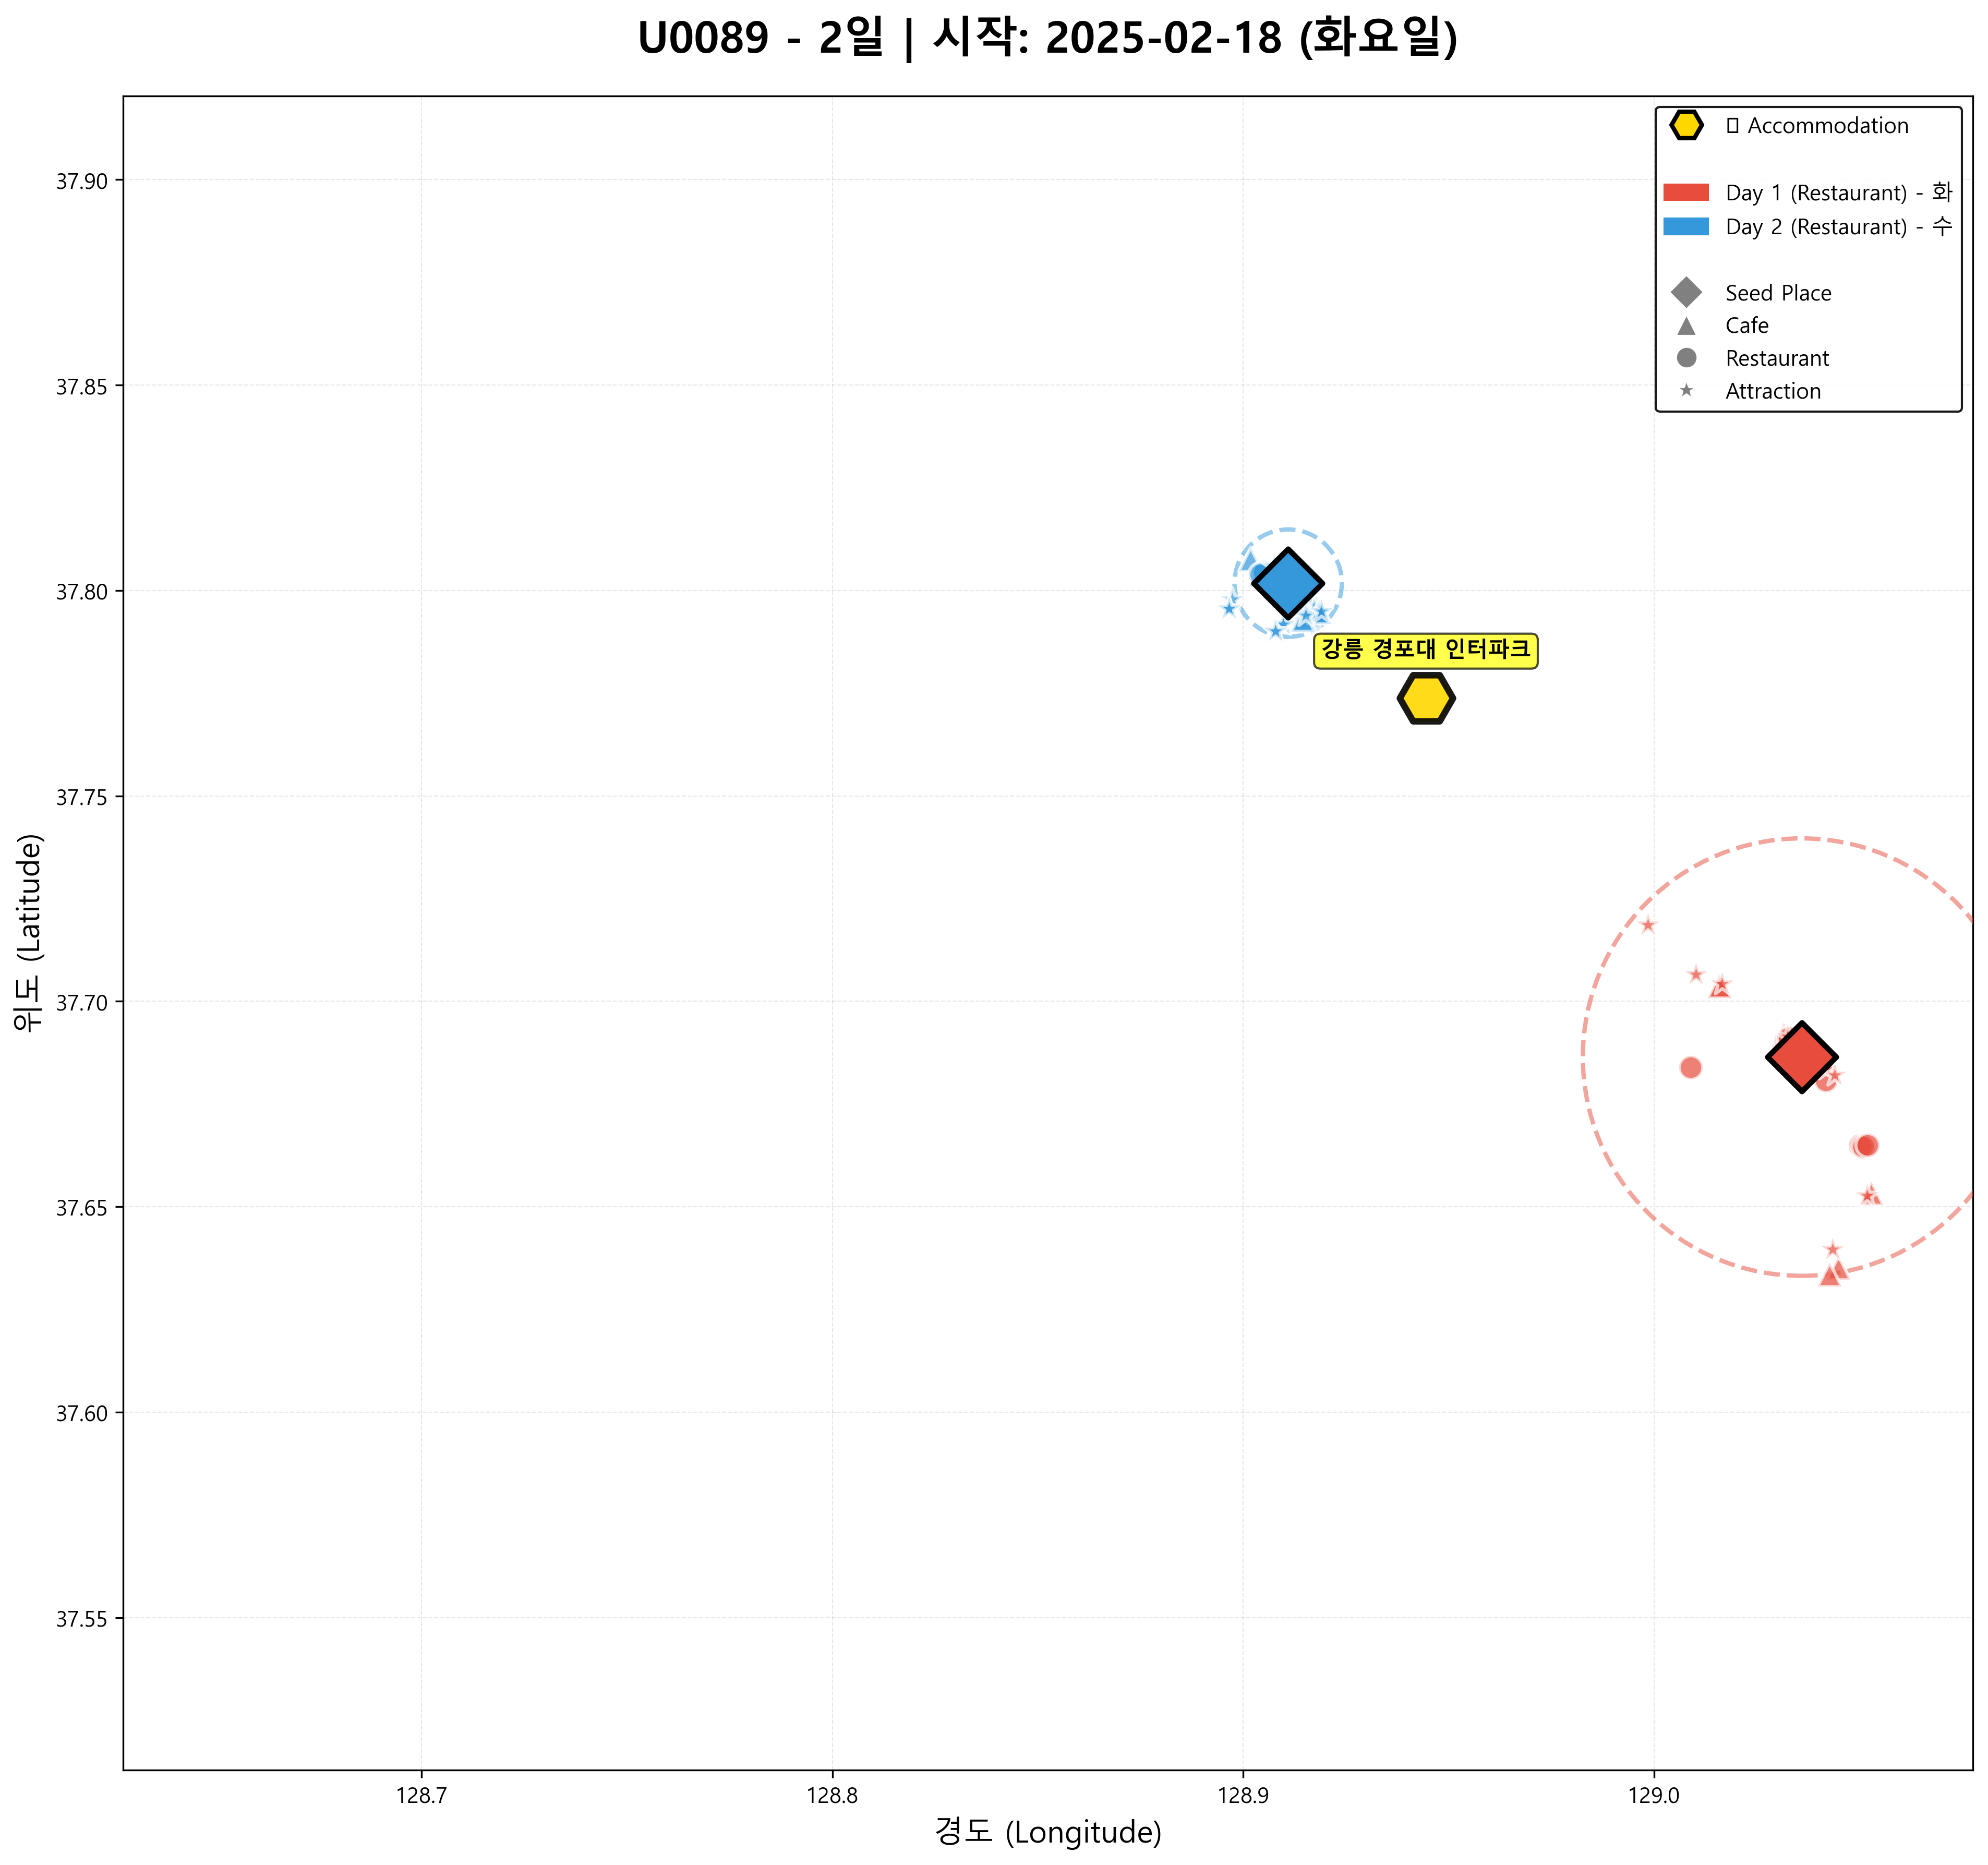 U0089 - 2일 | 시작: 2025-02-18 (화요일)
Accommodation
Day 1 (Restaurant) - 화
Day 2 (Restaurant) - 수
Seed Place
Cafe
Restaurant
Attraction
강릉 경포대 인터파크
위도 (Latitude)
37.90
37.85
37.80
37.75
37.70
37.65
37.60
37.55
128.7
128.8
128.9
129.0
경도 (Longitude)